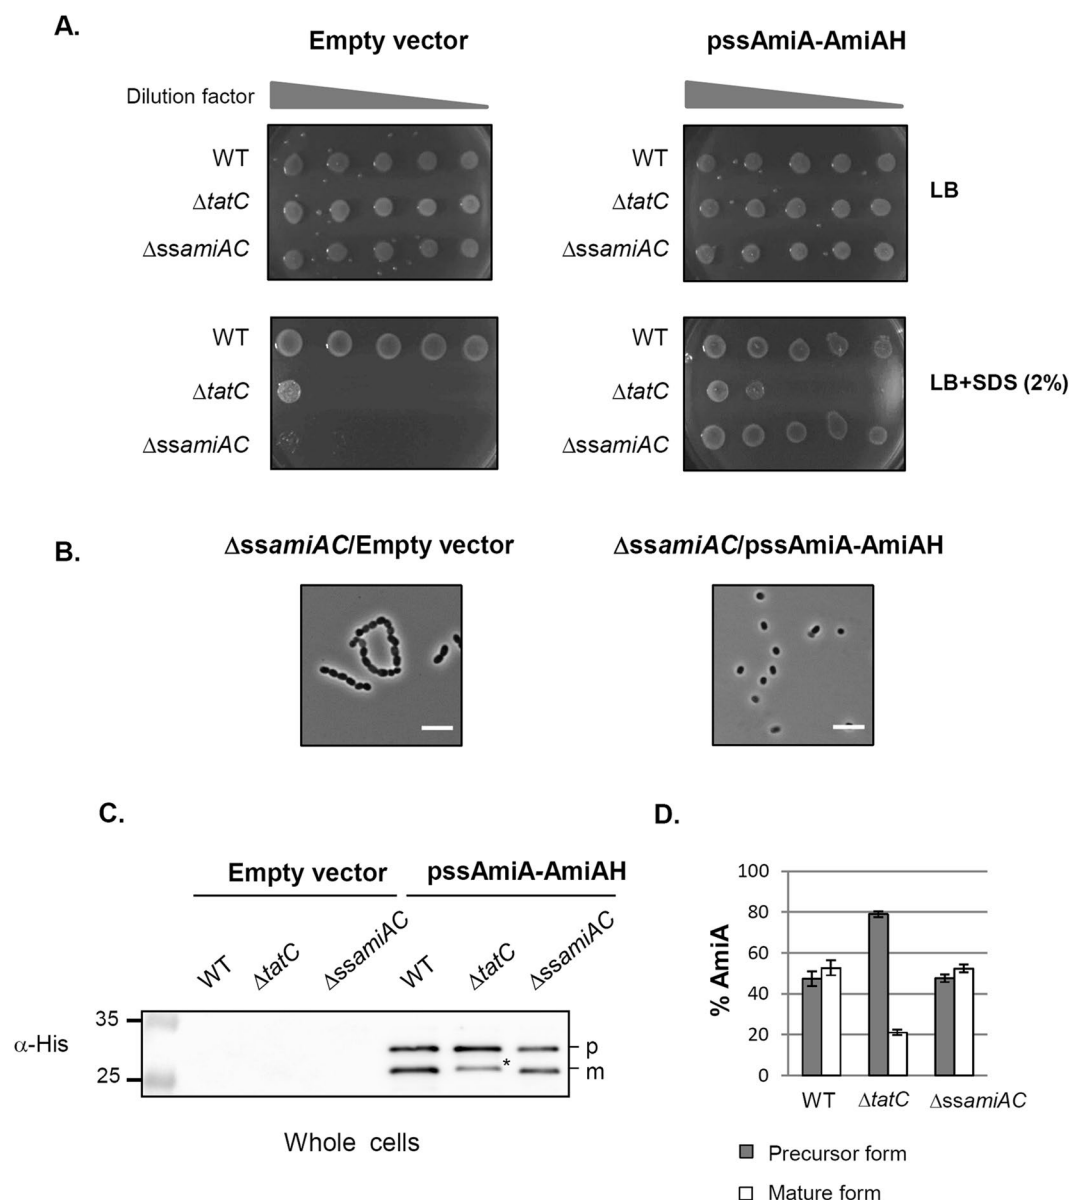 A.
Empty vector
pssAmiA-AmiAH
Dilution factor
WT
WT
LB
ΔtatC
ΔtatC
ΔssamiAC
ΔssamiAC
WT
WT
ΔtatC
ΔtatC
LB+SDS (2%)
ΔssamiAC
ΔssamiAC
B.
ΔssamiAC/Empty vector
ΔssamiAC/pssAmiA-AmiAH
C.
Empty vector
pssAmiA-AmiAH
WT
ΔtatC
ΔssamiAC
WT
ΔtatC
ΔssamiAC
35
α-His
25
p
*
m
Whole cells
D.
% AmiA
100
80
60
40
20
0
WT
ΔtatC
ΔssamiAC
Precursor form
Mature form